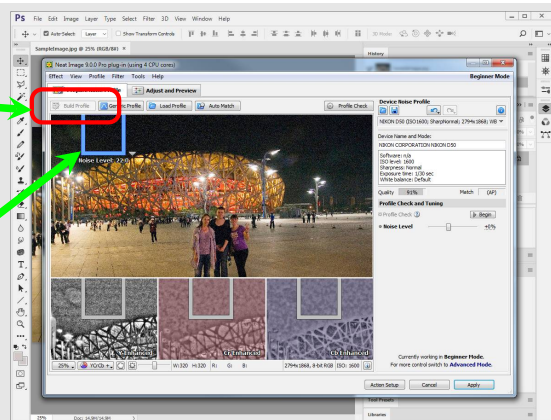 Ps File Edit Image Layer Type Select Filter 3D View Window Help
Auto-Select: Layer Show Transform Controls 3D Mode:
SampleImage.jpg @ 25% (RGB/8#) ×
History
Neat Image 9.0.0 Pro plug-in (using 4 CPU cores)
Effect View Profile Filter Tools Help Beginner Mode
Adjust and Preview
Build Profile Generic Profile Load Profile Auto Match Profile Check
Noise Level: 22.0
Device Noise Profile
NIKON D50 (ISO1600; SharpNormal; 2794x1868; WB
Device Name and Mode:
NIKON CORPORATION NIKON D50
Software: n/a
ISO level: 1600
Sharpness: Normal
Exposure time: 1/30 sec
White balance: Default
Quality 91% Match (AP)
Profile Check and Tuning
Profile Check Begin
Noise Level +0%
Y Enhanced Cr Enhanced Cb Enhanced
25% YCrCb W:320 H:320 R: G: B: 2794x1868, 8-bit RGB ISO: 1600
Currently working in Beginner Mode.
For more control switch to Advanced Mode.
Action Setup Cancel Apply
Tool Presets
Libraries
25% Doc: 14.9M/14.9M